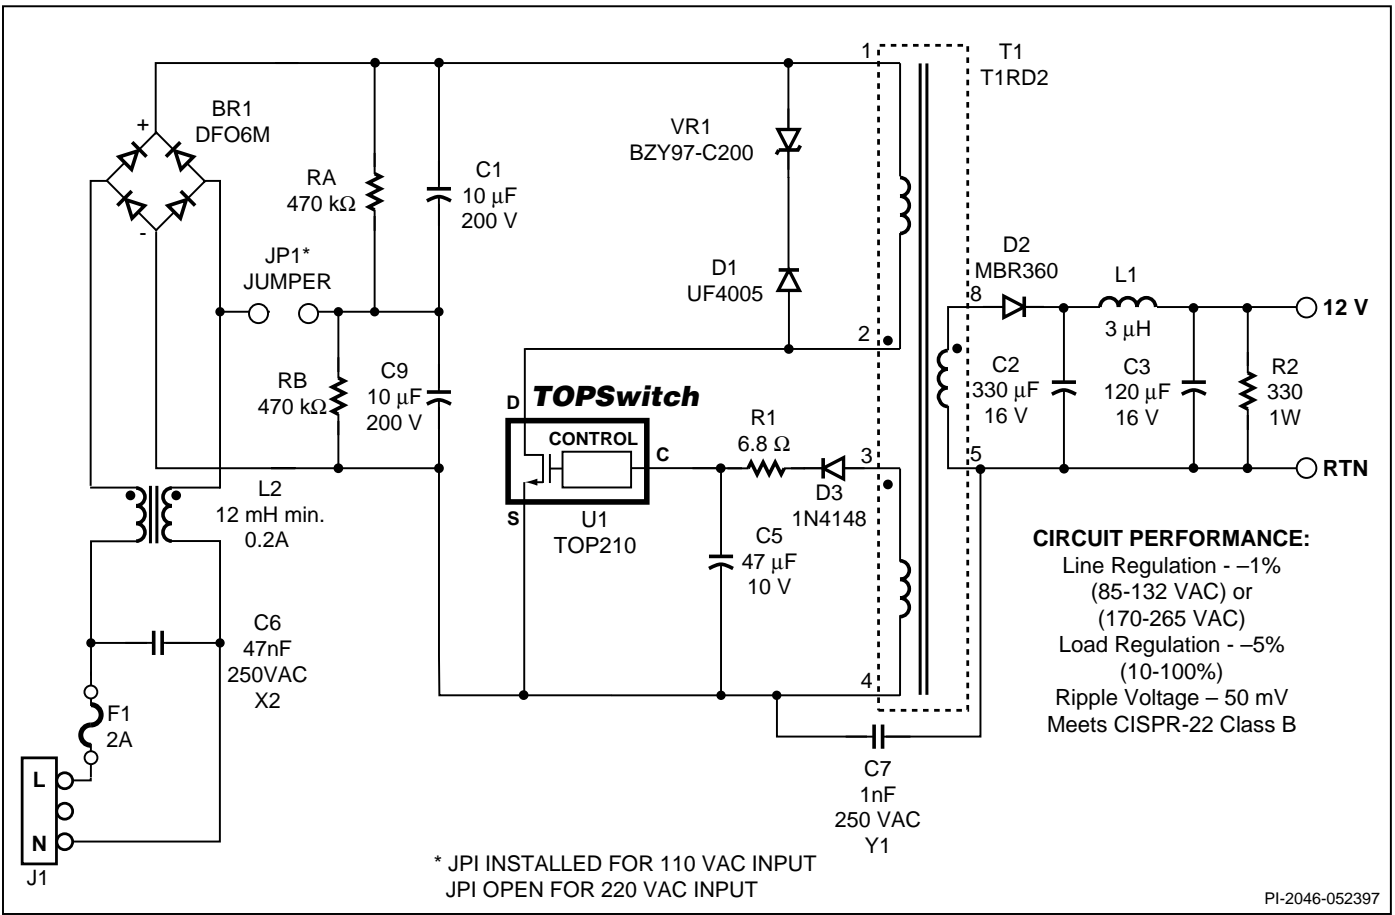 T1
T1RD2
1
BR1
DFO6M
+
-
VR1
BZY97-C200
RA
470 kΩ
C1
10 µF
200 V
JP1*
JUMPER
D1
UF4005
D2
MBR360
L1
3 µH
8
12 V
2
RB
470 kΩ
C9
10 µF
200 V
D
TOPSwitch
CONTROL
C
S
U1
TOP210
R1
6.8 Ω
3
D3
1N4148
C2
330 µF
16 V
C3
120 µF
16 V
R2
330
1W
5
RTN
L2
12 mH min.
0.2A
C5
47 µF
10 V
CIRCUIT PERFORMANCE:
Line Regulation - –1%
(85-132 VAC) or
(170-265 VAC)
Load Regulation - –5%
(10-100%)
Ripple Voltage – 50 mV
Meets CISPR-22 Class B
C6
47nF
250VAC
X2
4
F1
2A
L
N
J1
C7
1nF
250 VAC
Y1
* JPI INSTALLED FOR 110 VAC INPUT
JPI OPEN FOR 220 VAC INPUT
PI-2046-052397